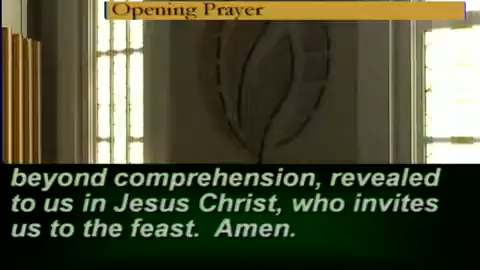 Opening Prayer
beyond comprehension, revealed
to us in Jesus Christ, who invites
us to the feast. Amen.